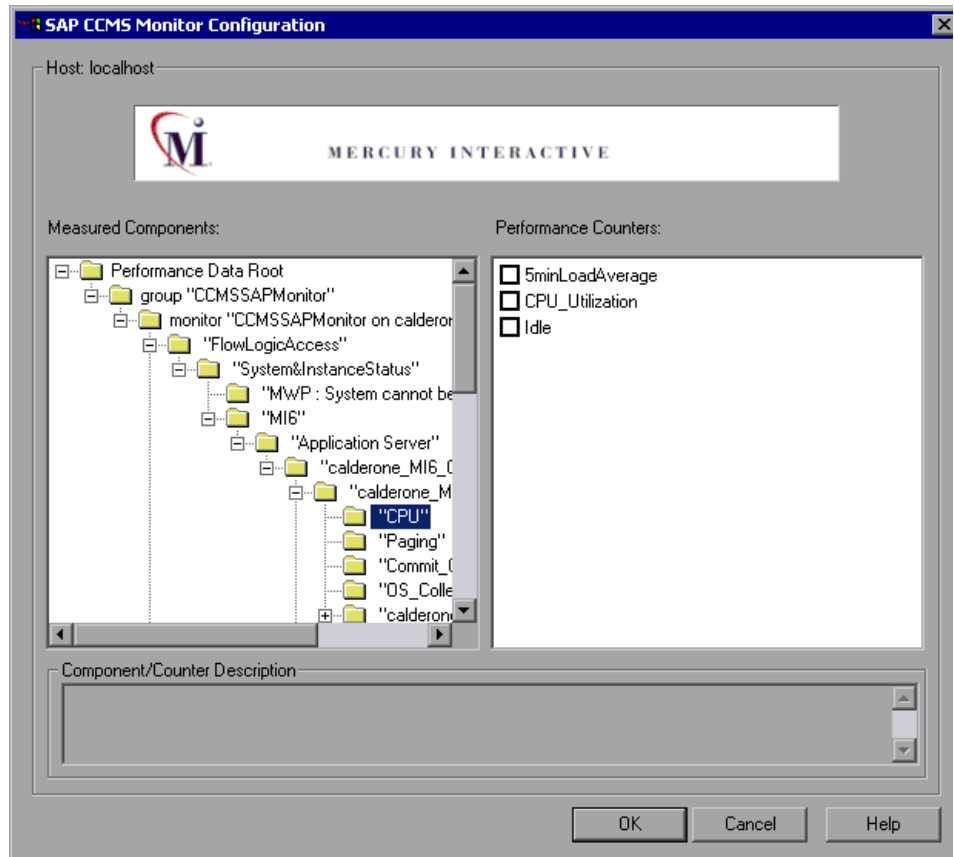 SAP CCMS Monitor Configuration
Host: localhost
M
MERCURY INTERACTIVE
Measured Components:
Performance Counters:
Performance Data Root
group "CCMSSAPMonitor"
monitor "CCMSSAPMonitor on calderor
"FlowLogicAccess"
"System&InstanceStatus"
"MWP : System cannot be
"MI6"
"Application Server"
"calderone_MI6_0
"calderone_M
"CPU"
"Paging"
"Commit_C
"OS_Colle
"calderone
5minLoadAverage
CPU_Utilization
Idle
Component/Counter Description
OK
Cancel
Help